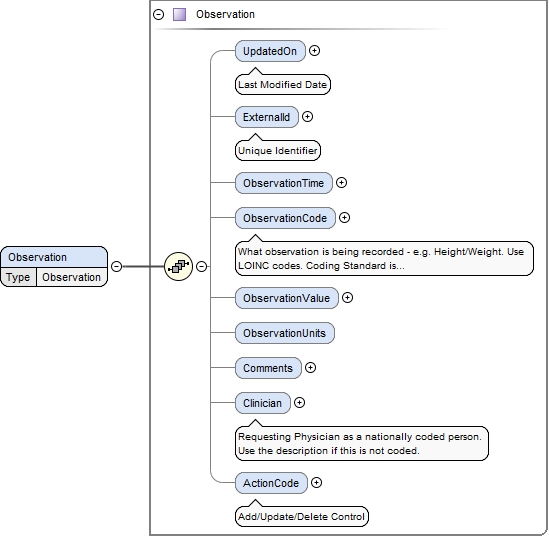 Observation
UpdatedOn
Last Modified Date
ExternalId
Unique Identifier
ObservationTime
ObservationCode
What observation is being recorded - e.g. Height/Weight. Use
LOINC codes. Coding Standard is...
Observation
Type Observation
ObservationValue
ObservationUnits
Comments
Clinician
Requesting Physician as a nationally coded person.
Use the description if this is not coded.
ActionCode
Add/Update/Delete Control